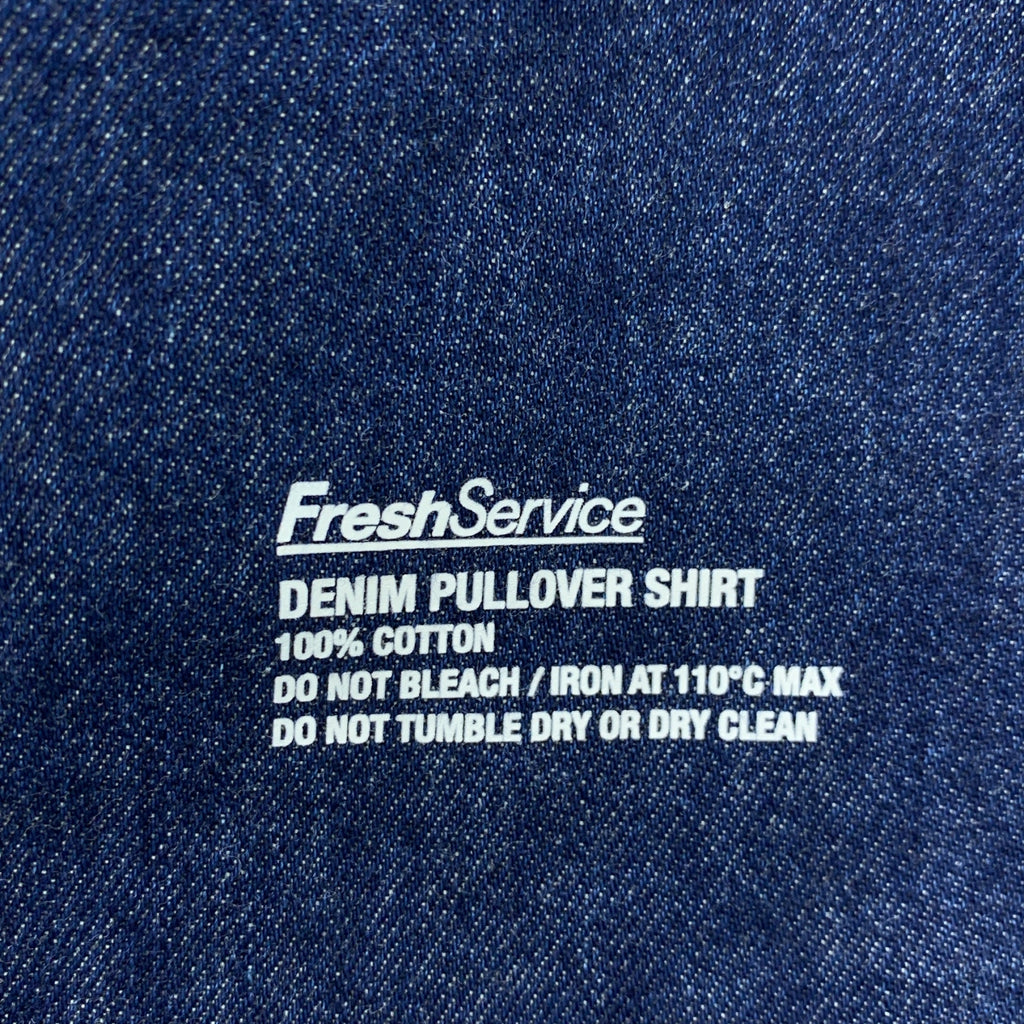 FreshService
DENIM PULLOVER SHIRT
100% COTTON
DO NOT BLEACH / IRON AT 110°C MAX
DO NOT TUMBLE DRY OR DRY CLEAN